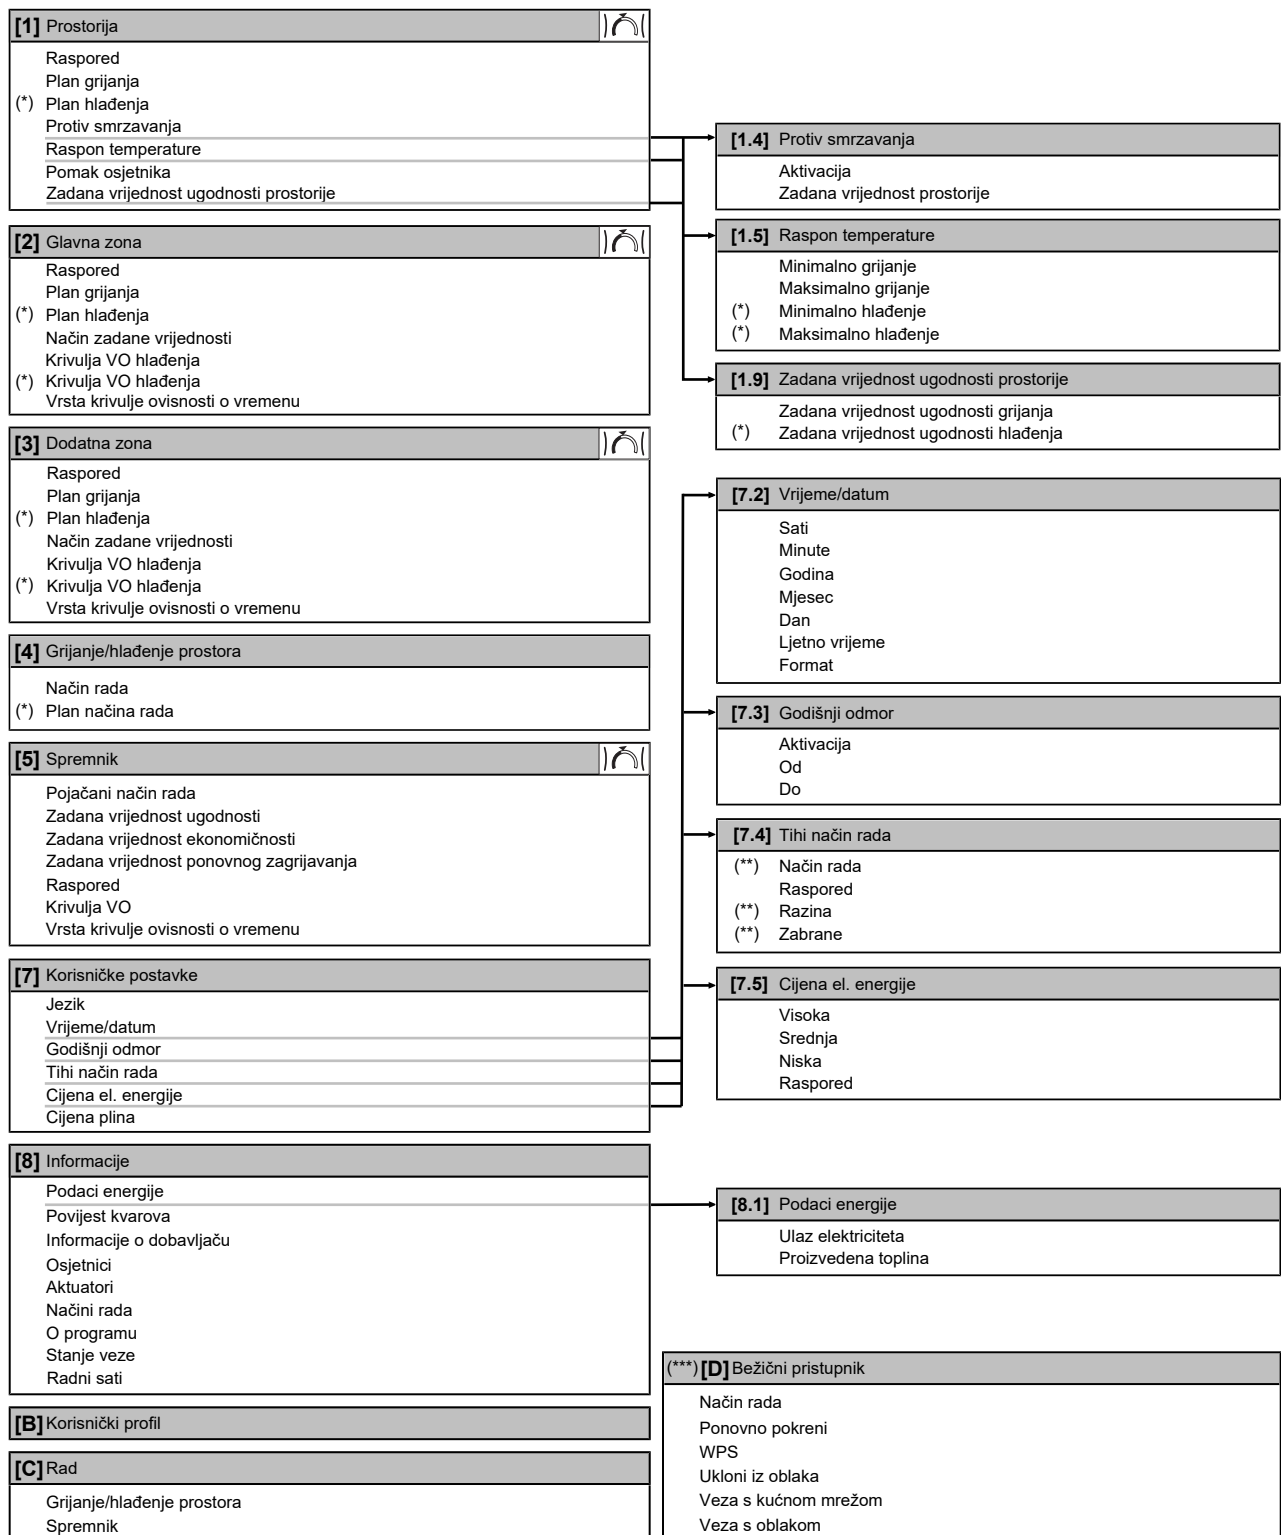 [1] Prostorija
Raspored
Plan grijanja
(*) Plan hlađenja
Protiv smrzavanja
Raspon temperature
Pomak osjetnika
Zadana vrijednost ugodnosti prostorije
[2] Glavna zona
Raspored
Plan grijanja
(*) Plan hlađenja
Način zadane vrijednosti
Krivulja VO hlađenja
(*) Krivulja VO hlađenja
Vrsta krivulje ovisnosti o vremenu
[3] Dodatna zona
Raspored
Plan grijanja
(*) Plan hlađenja
Način zadane vrijednosti
Krivulja VO hlađenja
(*) Krivulja VO hlađenja
Vrsta krivulje ovisnosti o vremenu
[4] Grijanje/hlađenje prostora
Način rada
(*) Plan načina rada
[5] Spremnik
Pojačani način rada
Zadana vrijednost ugodnosti
Zadana vrijednost ekonomičnosti
Zadana vrijednost ponovnog zagrijavanja
Raspored
Krivulja VO
Vrsta krivulje ovisnosti o vremenu
[7] Korisničke postavke
Jezik
Vrijeme/datum
Godišnji odmor
Tihi način rada
Cijena el. energije
Cijena plina
[8] Informacije
Podaci energije
Povijest kvarova
Informacije o dobavljaču
Osjetnici
Aktuatori
Načini rada
O programu
Stanje veze
Radni sati
[B] Korisnički profil
[C] Rad
Grijanje/hlađenje prostora
Spremnik
[1.4] Protiv smrzavanja
Aktivacija
Zadana vrijednost prostorije
[1.5] Raspon temperature
Minimalno grijanje
Maksimalno grijanje
(*) Minimalno hlađenje
(*) Maksimalno hlađenje
[1.9] Zadana vrijednost ugodnosti prostorije
Zadana vrijednost ugodnosti grijanja
(*) Zadana vrijednost ugodnosti hlađenja
[7.2] Vrijeme/datum
Sati
Minute
Godina
Mjesec
Dan
Ljetno vrijeme
Format
[7.3] Godišnji odmor
Aktivacija
Od
Do
[7.4] Tihi način rada
(**) Način rada
Raspored
(**) Razina
(**) Zabrane
[7.5] Cijena el. energije
Visoka
Srednja
Niska
Raspored
[8.1] Podaci energije
Ulaz elektriciteta
Proizvedena toplina
(***) [D] Bežični pristupnik
Način rada
Ponovno pokreni
WPS
Ukloni iz oblaka
Veza s kućnom mrežom
Veza s oblakom